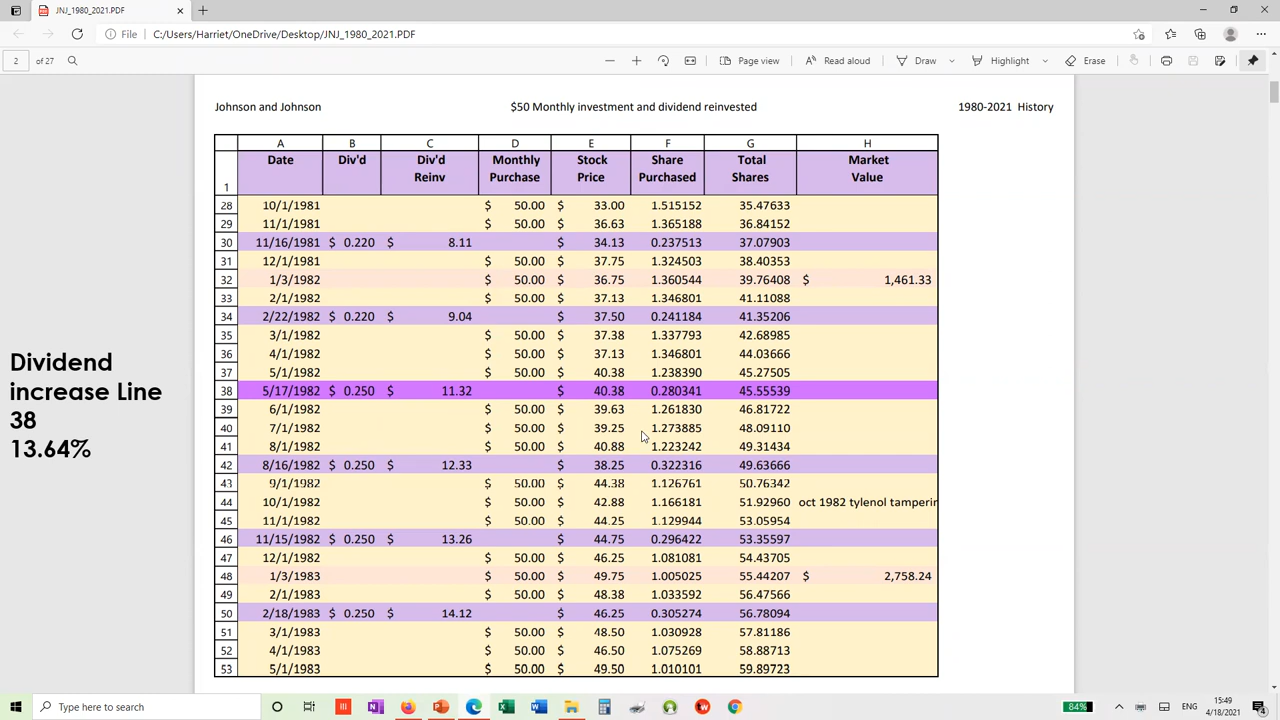 JNJ_1980_2021.PDF
File C:/Users/Harriet/OneDrive/Desktop/JNJ_1980_2021.PDF
2 of 27 Page view Read aloud Draw Highlight Erase
Johnson and Johnson $50 Monthly investment and dividend reinvested 1980-2021 History
A B C D E F G H
Date Div'd Div'd Monthly Stock Share Total Market
Reinv Purchase Price Purchased Shares Value
1
28 10/1/1981 $ 50.00 $ 33.00 1.515152 35.47633
29 11/1/1981 $ 50.00 $ 36.63 1.365188 36.84152
30 11/16/1981 $ 0.220 $ 8.11 $ 34.13 0.237513 37.07903
31 12/1/1981 $ 50.00 $ 37.75 1.324503 38.40353
32 1/3/1982 $ 50.00 $ 36.75 1.360544 39.76408 $ 1,461.33
33 2/1/1982 $ 50.00 $ 37.13 1.346801 41.11088
34 2/22/1982 $ 0.220 $ 9.04 $ 37.50 0.241184 41.35206
35 3/1/1982 $ 50.00 $ 37.38 1.337793 42.68985
36 4/1/1982 $ 50.00 $ 37.13 1.346801 44.03666
37 5/1/1982 $ 50.00 $ 40.38 1.238390 45.27505
38 5/17/1982 $ 0.250 $ 11.32 $ 40.38 0.280341 45.55539
39 6/1/1982 $ 50.00 $ 39.63 1.261830 46.81722
40 7/1/1982 $ 50.00 $ 39.25 1.273885 48.09110
41 8/1/1982 $ 50.00 $ 40.88 1.223242 49.31434
42 8/16/1982 $ 0.250 $ 12.33 $ 38.25 0.322316 49.63666
43 9/1/1982 $ 50.00 $ 44.38 1.126761 50.76342
44 10/1/1982 $ 50.00 $ 42.88 1.166181 51.92960 oct 1982 tylenol tamperin
45 11/1/1982 $ 50.00 $ 44.25 1.129944 53.05954
46 11/15/1982 $ 0.250 $ 13.26 $ 44.75 0.296422 53.35597
47 12/1/1982 $ 50.00 $ 46.25 1.081081 54.43705
48 1/3/1983 $ 50.00 $ 49.75 1.005025 55.44207 $ 2,758.24
49 2/1/1983 $ 50.00 $ 48.38 1.033592 56.47566
50 2/18/1983 $ 0.250 $ 14.12 $ 46.25 0.305274 56.78094
51 3/1/1983 $ 50.00 $ 48.50 1.030928 57.81186
52 4/1/1983 $ 50.00 $ 46.50 1.075269 58.88713
53 5/1/1983 $ 50.00 $ 49.50 1.010101 59.89723
Dividend
increase Line
38
13.64%
Type here to search
84% ENG
15:49
4/18/2021
4